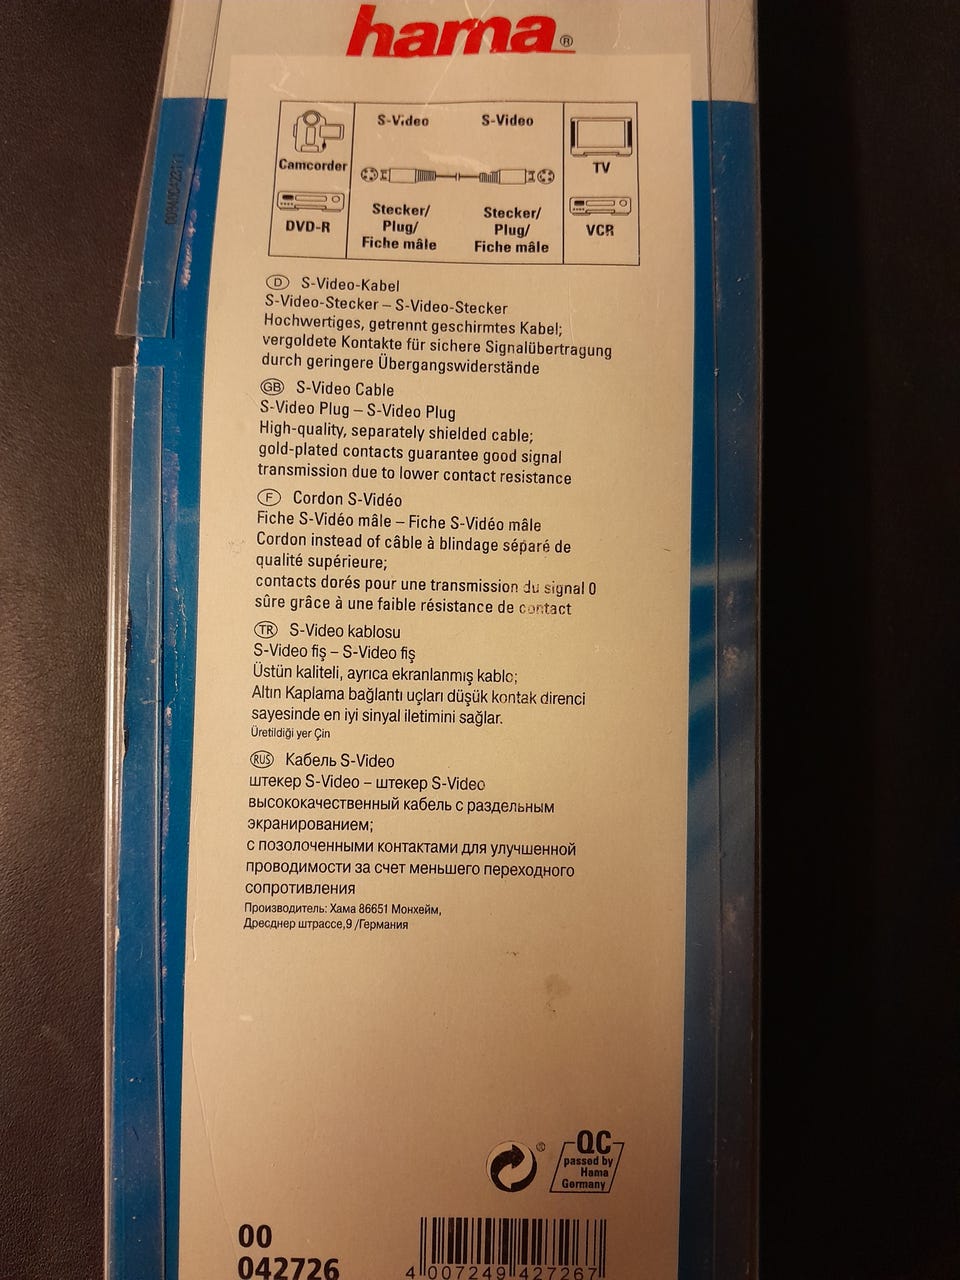 hama®
S-Video S-Video
Camcorder
TV
DVD-R
VCR
Stecker/ Stecker/
Plug/ Plug/
Fiche mâle Fiche mâle
D S-Video-Kabel
S-Video-Stecker – S-Video-Stecker
Hochwertiges, getrennt geschirmtes Kabel;
vergoldete Kontakte für sichere Signalübertragung
durch geringere Übergangswiderstände
GB S-Video Cable
S-Video Plug – S-Video Plug
High-quality, separately shielded cable;
gold-plated contacts guarantee good signal
transmission due to lower contact resistance
F Cordon S-Vidéo
Fiche S-Vidéo mâle – Fiche S-Vidéo mâle
Cordon instead of câble à blindage séparé de
qualité supérieure;
contacts dorés pour une transmission du signal 0
sûre grâce à une faible résistance de contact
TR S-Video kablosu
S-Video fiş – S-Video fiş
Üstün kaliteli, ayrıca ekranlanmış kablo;
Altın Kaplama bağlantı uçları düşük kontak direnci
sayesinde en iyi sinyal iletimini sağlar.
Üretildiği yer Çin
RUS Кабель S-Video
штекер S-Video – штекер S-Video
высококачественный кабель с раздельным
экранированием;
с позолоченными контактами для улучшенной
проводимости за счет меньшего переходного
сопротивления
Производитель: Хама 86651 Монхейм,
Дресднер штрассе,9 /Германия
QC
passed by
Hama
Germany
00
042726
4 007249 427267